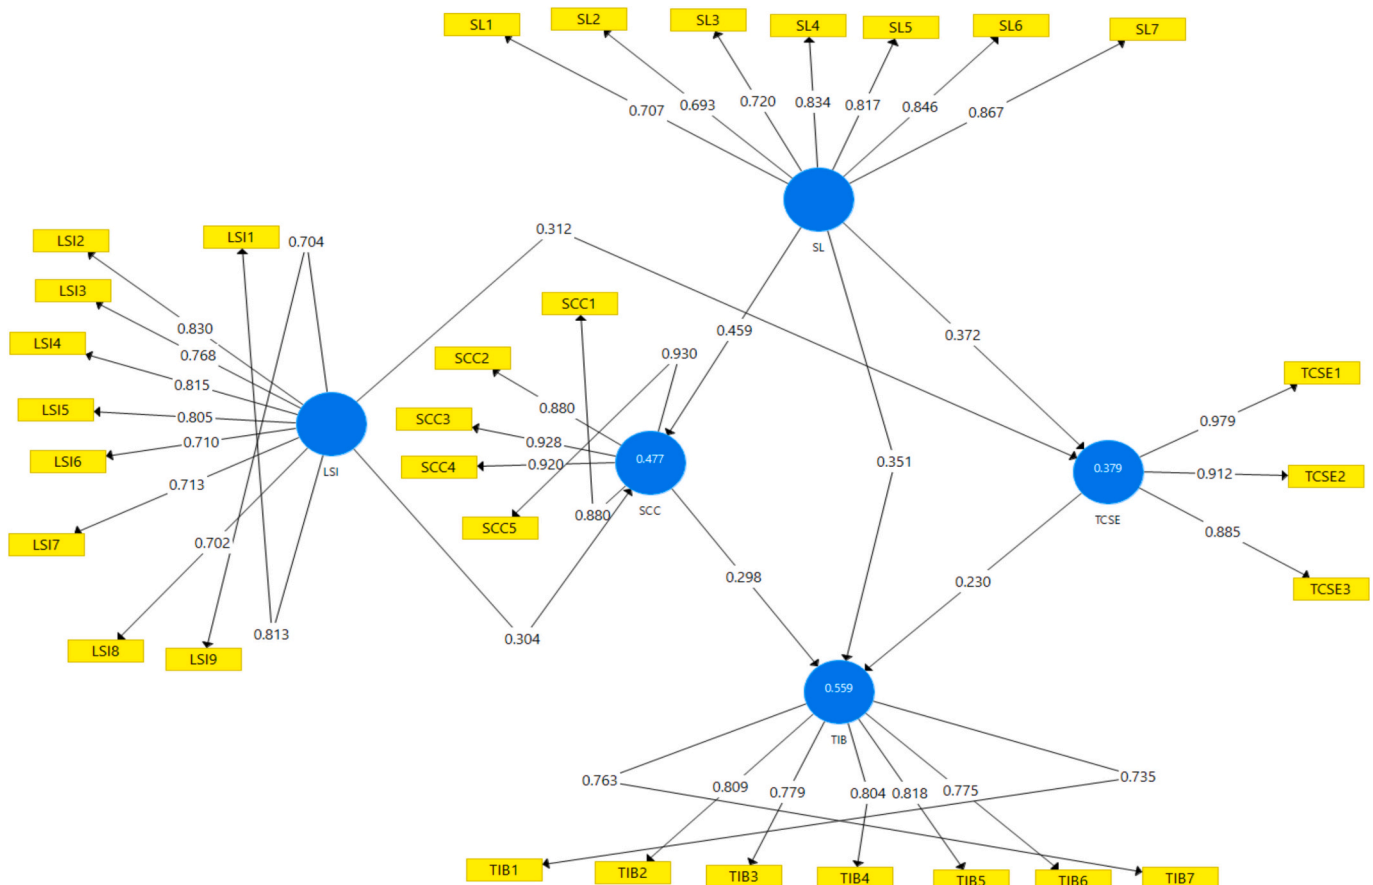 SL1
SL2
SL3
SL4
SL5
SL6
SL7
0.707
0.693
0.720
0.834
0.817
0.846
0.867
SL
LSI2
LSI1
0.704
0.312
LSI3
SCC1
0.830
0.459
0.372
LSI4
0.768
SCC2
0.930
TCSE1
0.815
LSI5
0.805
0.880
SCC3
0.979
0.710
0.928
LSI6
SCC4
0.920
0.477
0.351
0.379
0.912
TCSE2
LSI
0.713
SCC
TCSE
SCC5
0.880
0.885
LSI7
0.702
0.298
0.230
TCSE3
0.813
0.304
LSI8
LSI9
0.559
TIB
0.763
0.809
0.779
0.804
0.818
0.775
0.735
TIB1
TIB2
TIB3
TIB4
TIB5
TIB6
TIB7